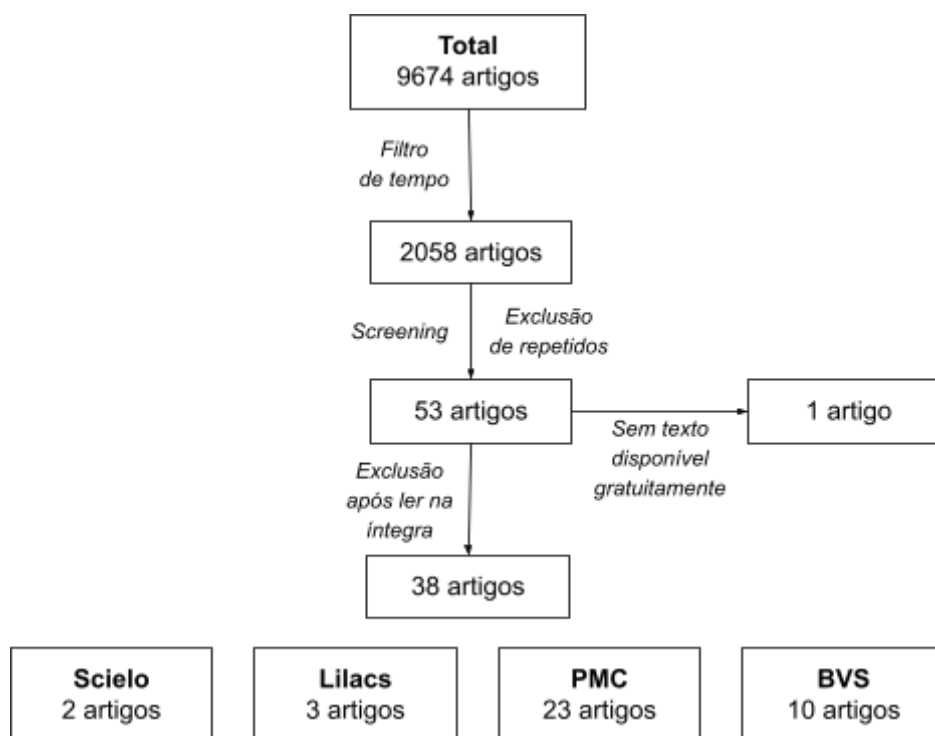 Total
9674 artigos
Filtro
de tempo
2058 artigos
Screening
Exclusão
de repetidos
53 artigos
1 artigo
Sem texto
disponível
gratuitamente
Exclusão
após ler na
íntegra
38 artigos
Scielo
2 artigos
Lilacs
3 artigos
PMC
23 artigos
BVS
10 artigos